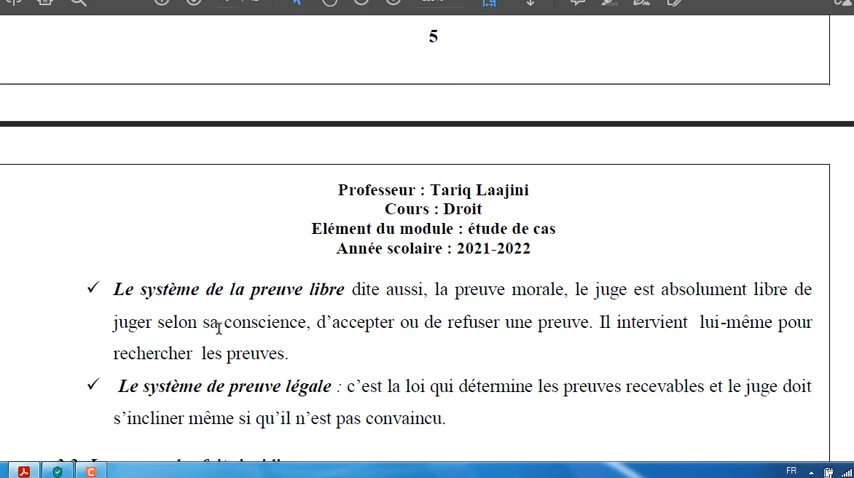 5
Professeur : Tariq Laajini
Cours : Droit
Elément du module : étude de cas
Année scolaire : 2021-2022
✓ Le système de la preuve libre dite aussi, la preuve morale, le juge est absolument libre de
juger selon sa conscience, d’accepter ou de refuser une preuve. Il intervient lui-même pour
rechercher les preuves.
✓ Le système de preuve légale : c’est la loi qui détermine les preuves recevables et le juge doit
s’incliner même si qu’il n’est pas convaincu.
FR